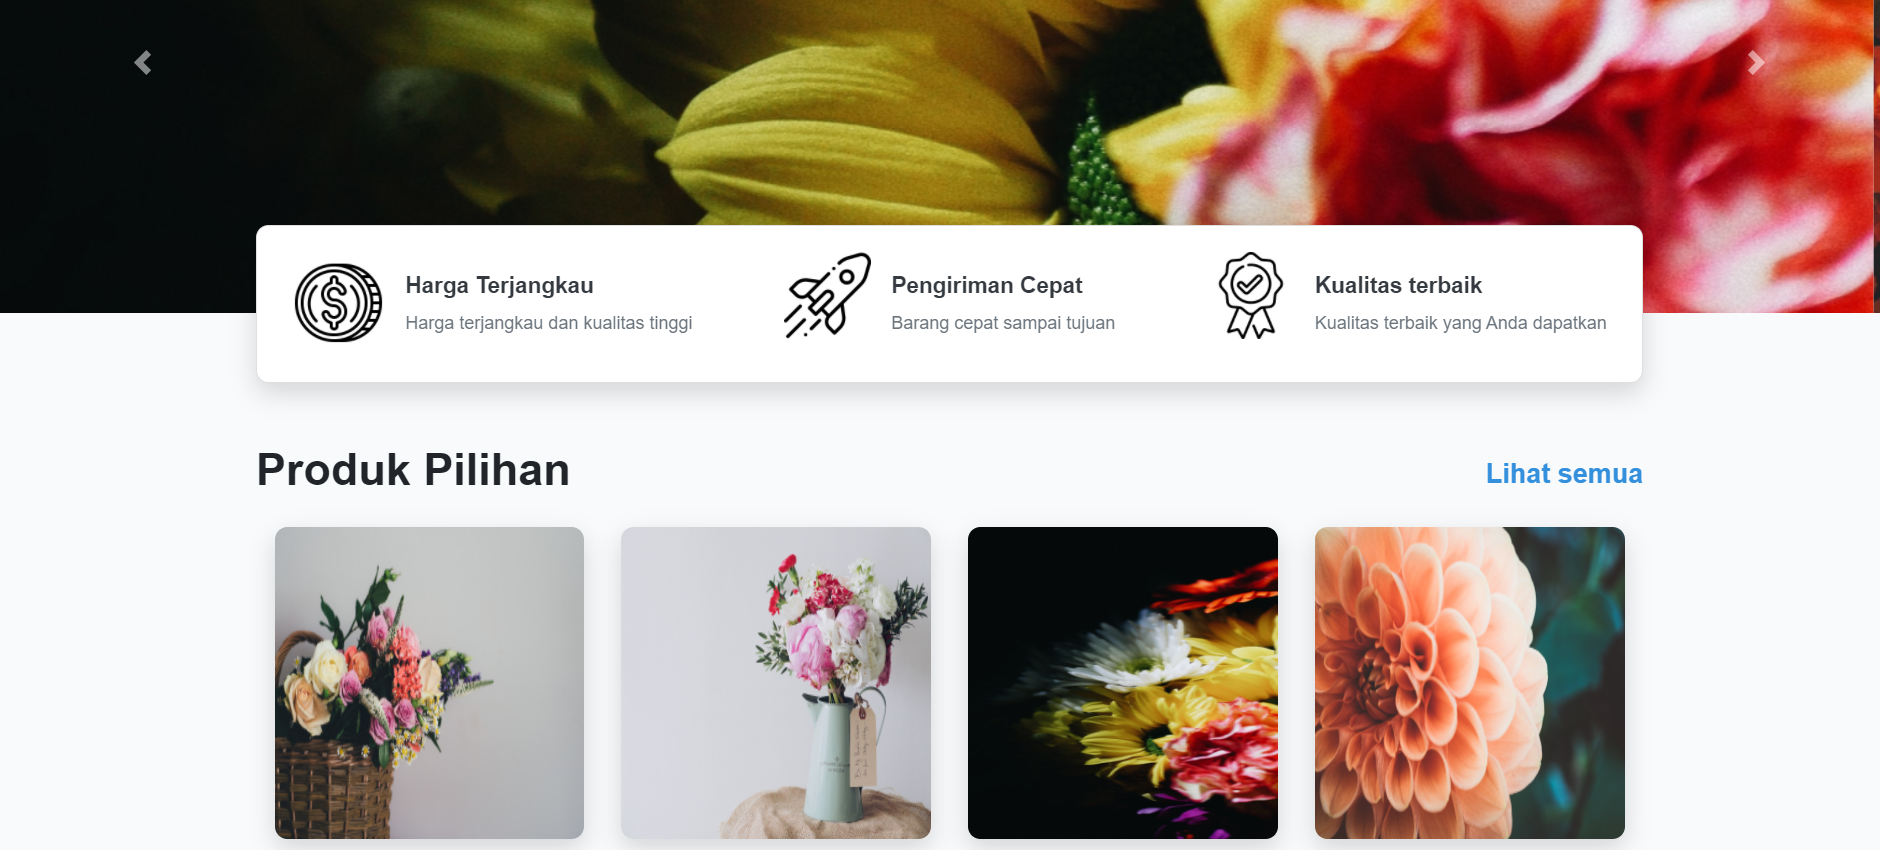 Harga Terjangkau
Harga terjangkau dan kualitas tinggi
Pengiriman Cepat
Barang cepat sampai tujuan
Kualitas terbaik
Kualitas terbaik yang Anda dapatkan
Produk Pilihan
Lihat semua